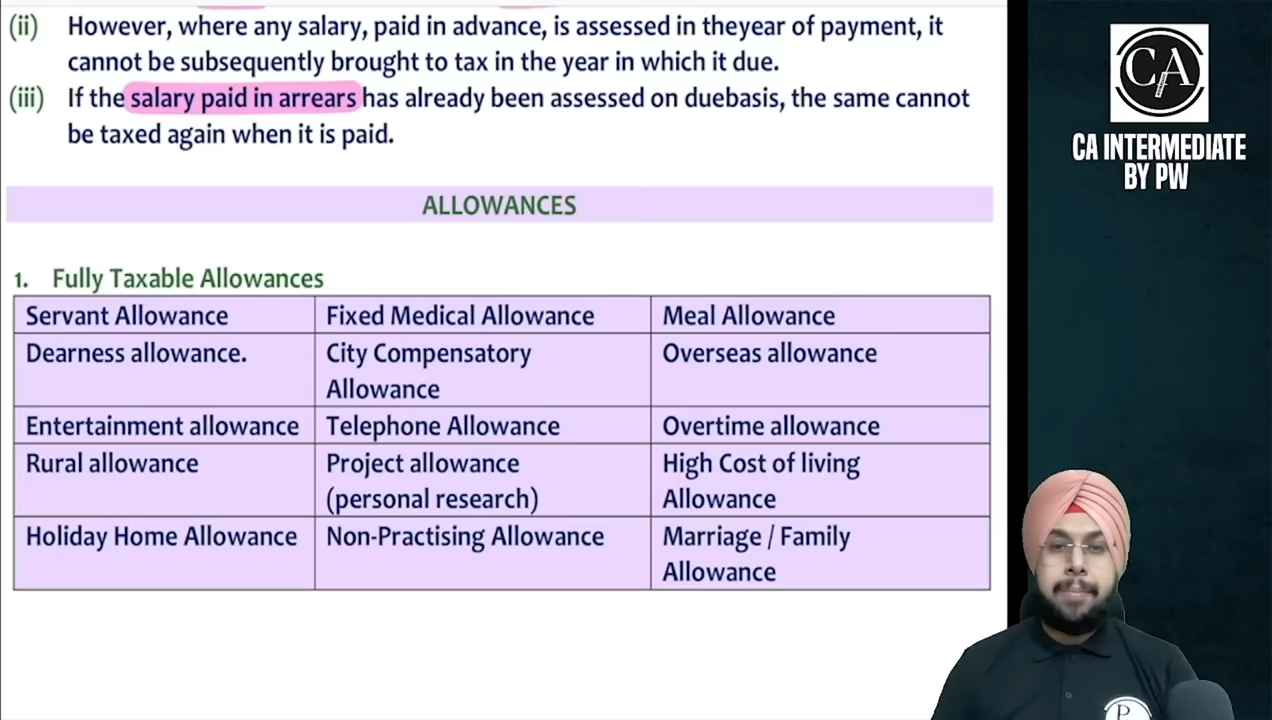 (ii) However, where any salary, paid in advance, is assessed in theyear of payment, it
cannot be subsequently brought to tax in the year in which it due.
(iii) If the salary paid in arrears has already been assessed on duebasis, the same cannot
be taxed again when it is paid.
ALLOWANCES
1. Fully Taxable Allowances
Servant Allowance
Fixed Medical Allowance
Meal Allowance
Dearness allowance.
City Compensatory
Allowance
Overseas allowance
Entertainment allowance
Telephone Allowance
Overtime allowance
Rural allowance
Project allowance
(personal research)
High Cost of living
Allowance
Holiday Home Allowance
Non-Practising Allowance
Marriage / Family
Allowance
CA
CA INTERMEDIATE
BY PW
P